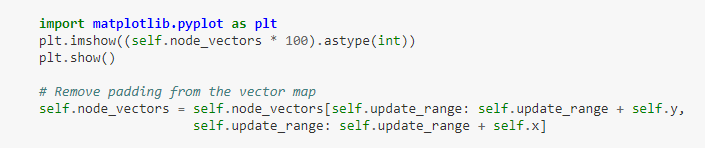 import matplotlib.pyplot as plt
plt.imshow((self.node_vectors * 100).astype(int))
plt.show()
# Remove padding from the vector map
self.node_vectors = self.node_vectors[self.update_range: self.update_range + self.y,
self.update_range: self.update_range + self.x]